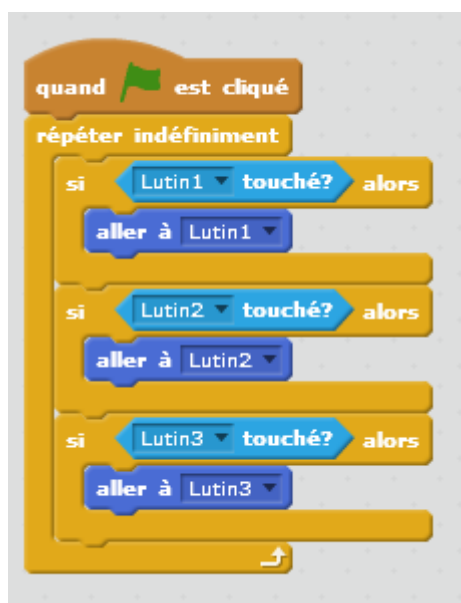 quand est cliqué
répéter indéfiniment
si Lutin1 touché? alors
aller à Lutin1
si Lutin2 touché? alors
aller à Lutin2
si Lutin3 touché? alors
aller à Lutin3